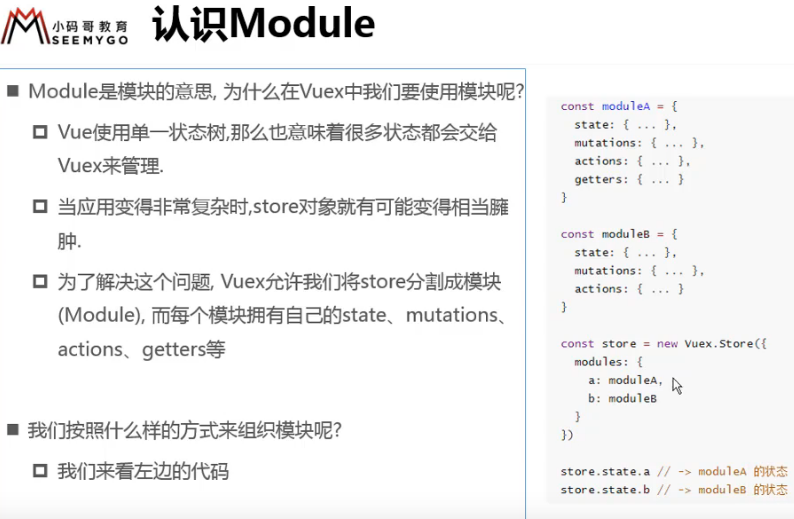 小码哥教育
SEEMYGO
认识Module
Module是模块的意思, 为什么在Vuex中我们要使用模块呢?
Vue使用单一状态树,那么也意味着很多状态都会交给
Vuex来管理.
当应用变得非常复杂时,store对象就有可能变得相当臃
肿.
为了解决这个问题, Vuex允许我们将store分割成模块
(Module), 而每个模块拥有自己的state、mutations、
actions、getters等
我们按照什么样的方式来组织模块呢?
我们来看左边的代码
const moduleA = {
state: { ... },
mutations: { ... },
actions: { ... },
getters: { ... }
}
const moduleB = {
state: { ... },
mutations: { ... },
actions: { ... }
}
const store = new Vuex.Store({
modules: {
a: moduleA,
b: moduleB
}
})
store.state.a // -> moduleA 的状态
store.state.b // -> moduleB 的状态